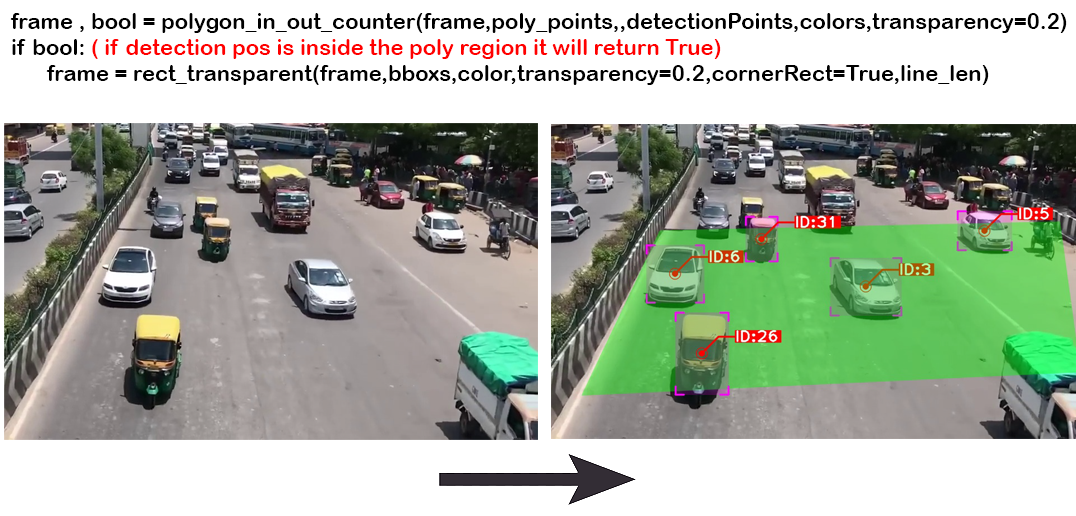 frame , bool = polygon_in_out_counter(frame,poly_points,,detectionPoints,colors,transparency=0.2)
if bool: ( if detection pos is inside the poly region it will return True)
frame = rect_transparent(frame,bboxs,color,transparency=0.2,cornerRect=True,line_len)
ID:5
ID:31
ID:6
ID:3
ID:26